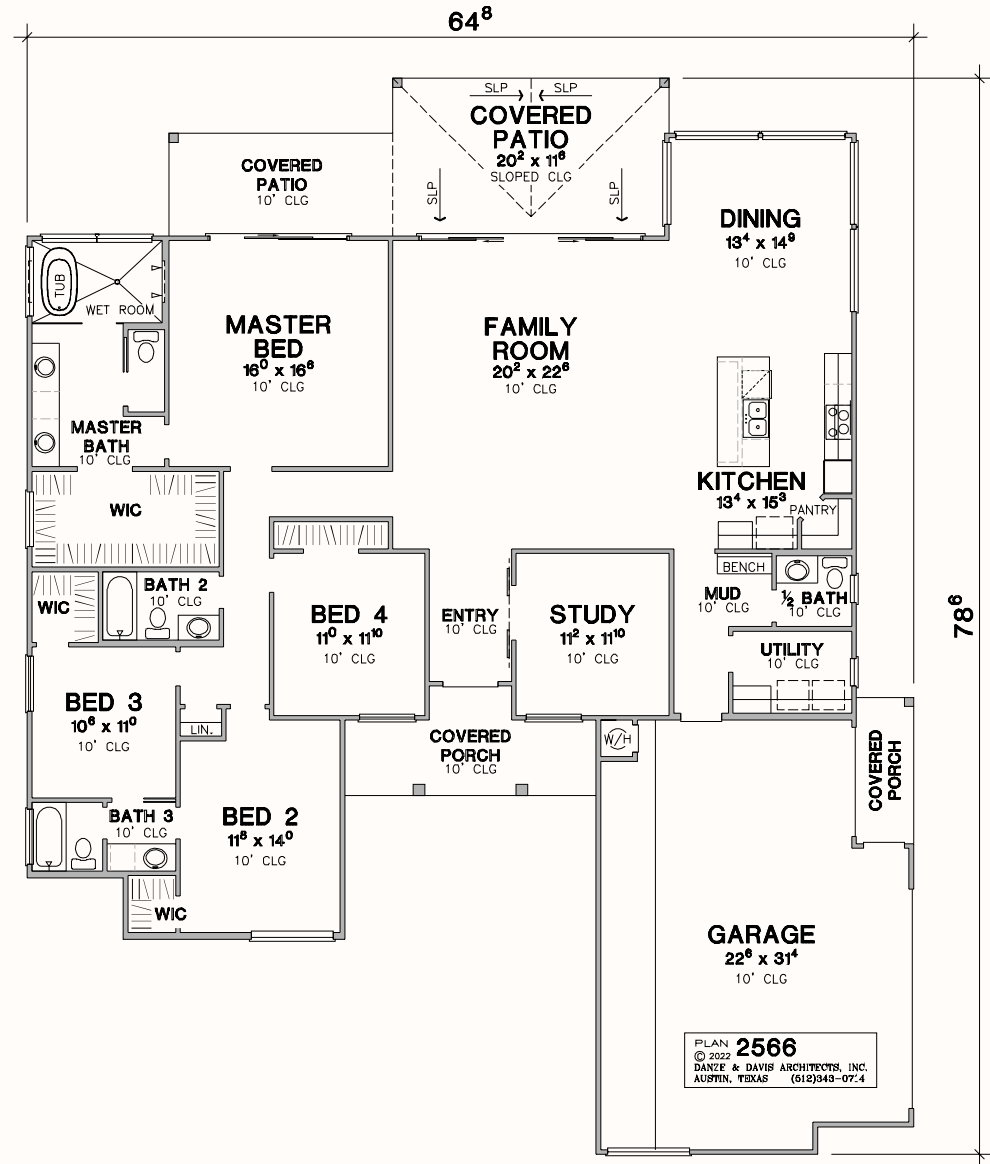 64⁸
SLP SLP
COVERED
PATIO
20² x 11⁶
SLOPED CLG
SLP
SLP
COVERED
PATIO
10' CLG
DINING
13⁴ x 14⁹
10' CLG
TUB
WET ROOM
MASTER
BED
16⁰ x 16⁶
10' CLG
FAMILY
ROOM
20² x 22⁶
10' CLG
MASTER
BATH
10' CLG
KITCHEN
13⁴ x 15³
PANTRY
WIC
BENCH
WIC
BATH 2
10' CLG
BED 4
11⁰ x 11¹⁰
10' CLG
ENTRY
10' CLG
STUDY
11² x 11¹⁰
10' CLG
MUD
10' CLG
½ BATH
10' CLG
78⁶
UTILITY
10' CLG
BED 3
10⁶ x 11⁰
10' CLG
LIN.
COVERED
PORCH
10' CLG
W/H
COVERED
PORCH
BATH 3
10' CLG
BED 2
11⁸ x 14⁰
10' CLG
WIC
GARAGE
22⁶ x 31⁴
10' CLG
PLAN 2566
© 2022
DANZE & DAVIS ARCHITECTS, INC.
AUSTIN, TEXAS (512)343-0714